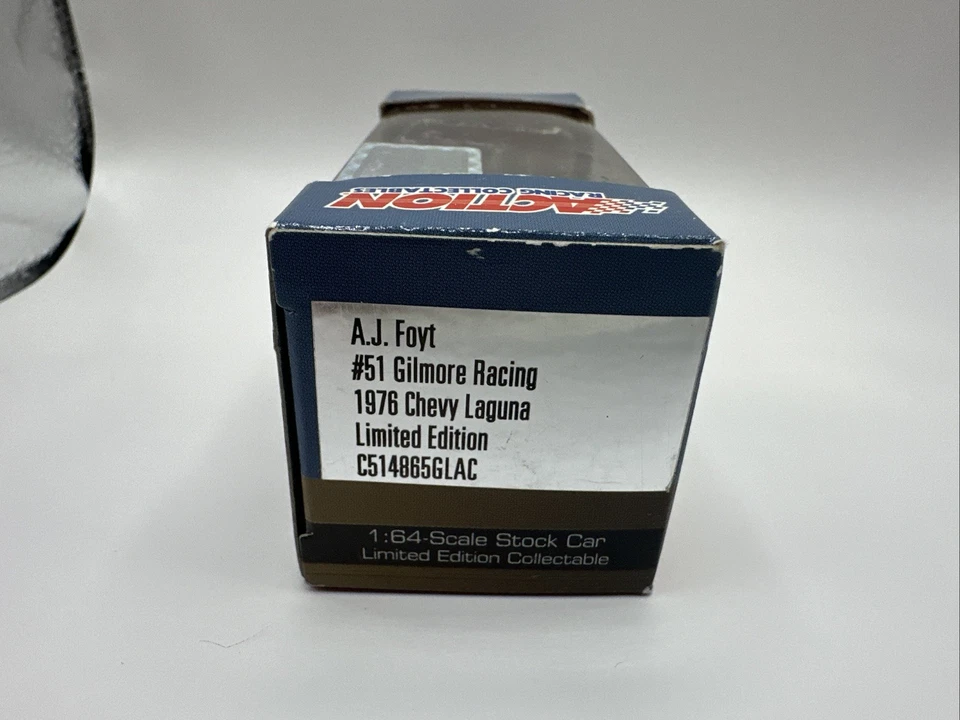 ACTION
RACING COLLECTABLES
A.J. Foyt
#51 Gilmore Racing
1976 Chevy Laguna
Limited Edition
C514865GLAC
1:64-Scale Stock Car
Limited Edition Collectable